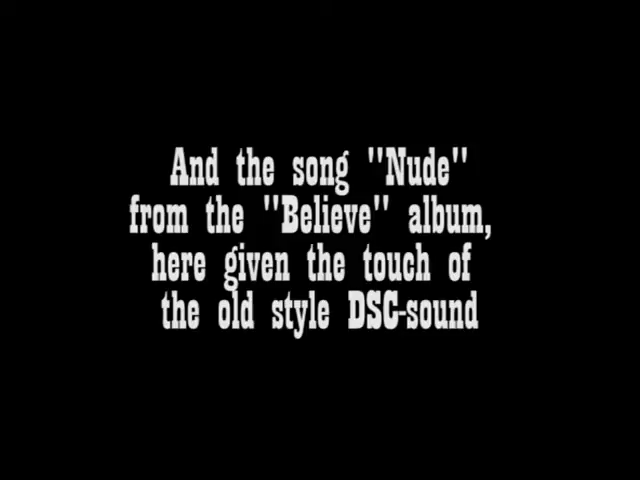 And the song "Nude"
from the "Believe" album,
here given the touch of
the old style DSC-sound